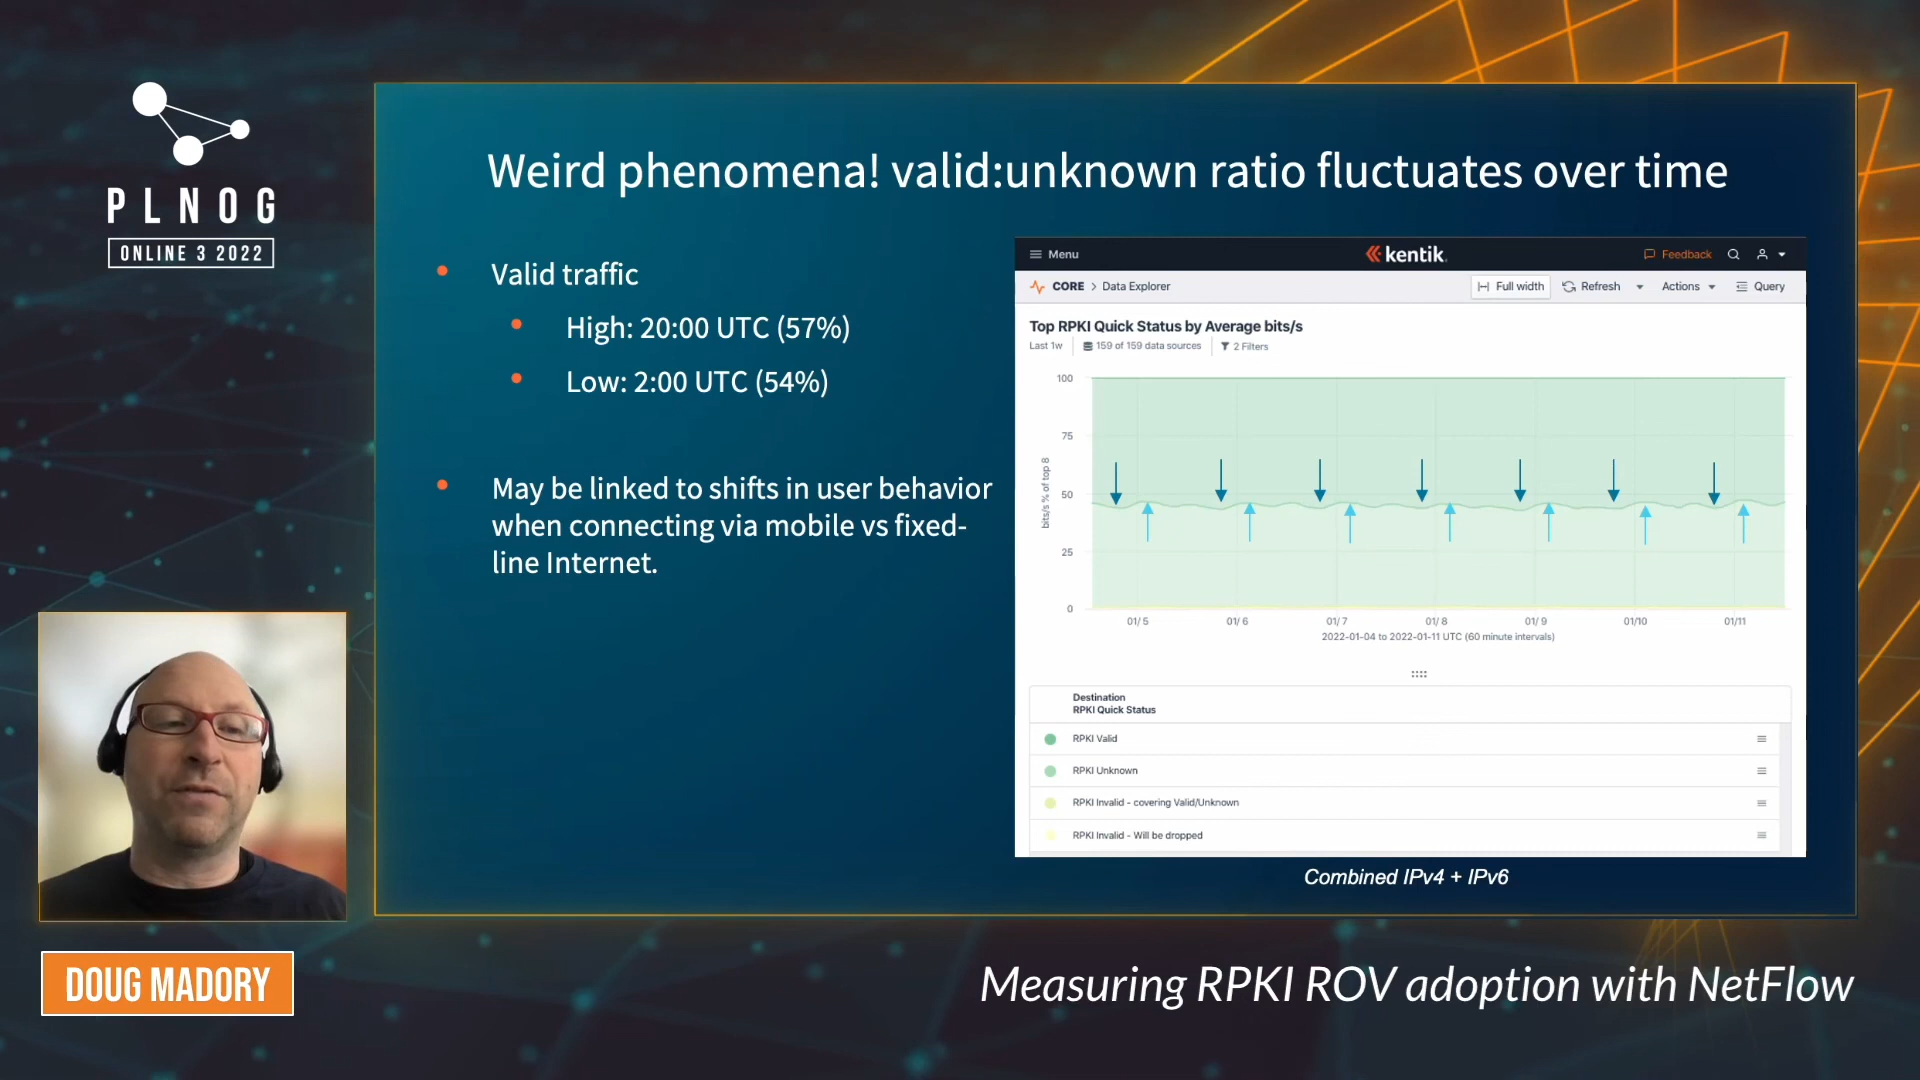 PLNOG
ONLINE 3 2022
Weird phenomena! valid:unknown ratio fluctuates over time
Valid traffic
High: 20:00 UTC (57%)
Low: 2:00 UTC (54%)
May be linked to shifts in user behavior
when connecting via mobile vs fixed-
line Internet.
Menu
kentik.
Feedback
CORE > Data Explorer
Full width
Refresh
Actions
Query
Top RPKI Quick Status by Average bits/s
Last 1w
159 of 159 data sources
2 Filters
100
75
50
25
0
bits/s % of top 8
01/ 5
01/ 6
01/ 7
01/ 8
01/ 9
01/10
01/11
2022-01-04 to 2022-01-11 UTC (60 minute intervals)
Destination
RPKI Quick Status
RPKI Valid
RPKI Unknown
RPKI Invalid - covering Valid/Unknown
RPKI Invalid - Will be dropped
Combined IPv4 + IPv6
DOUG MADORY
Measuring RPKI ROV adoption with NetFlow